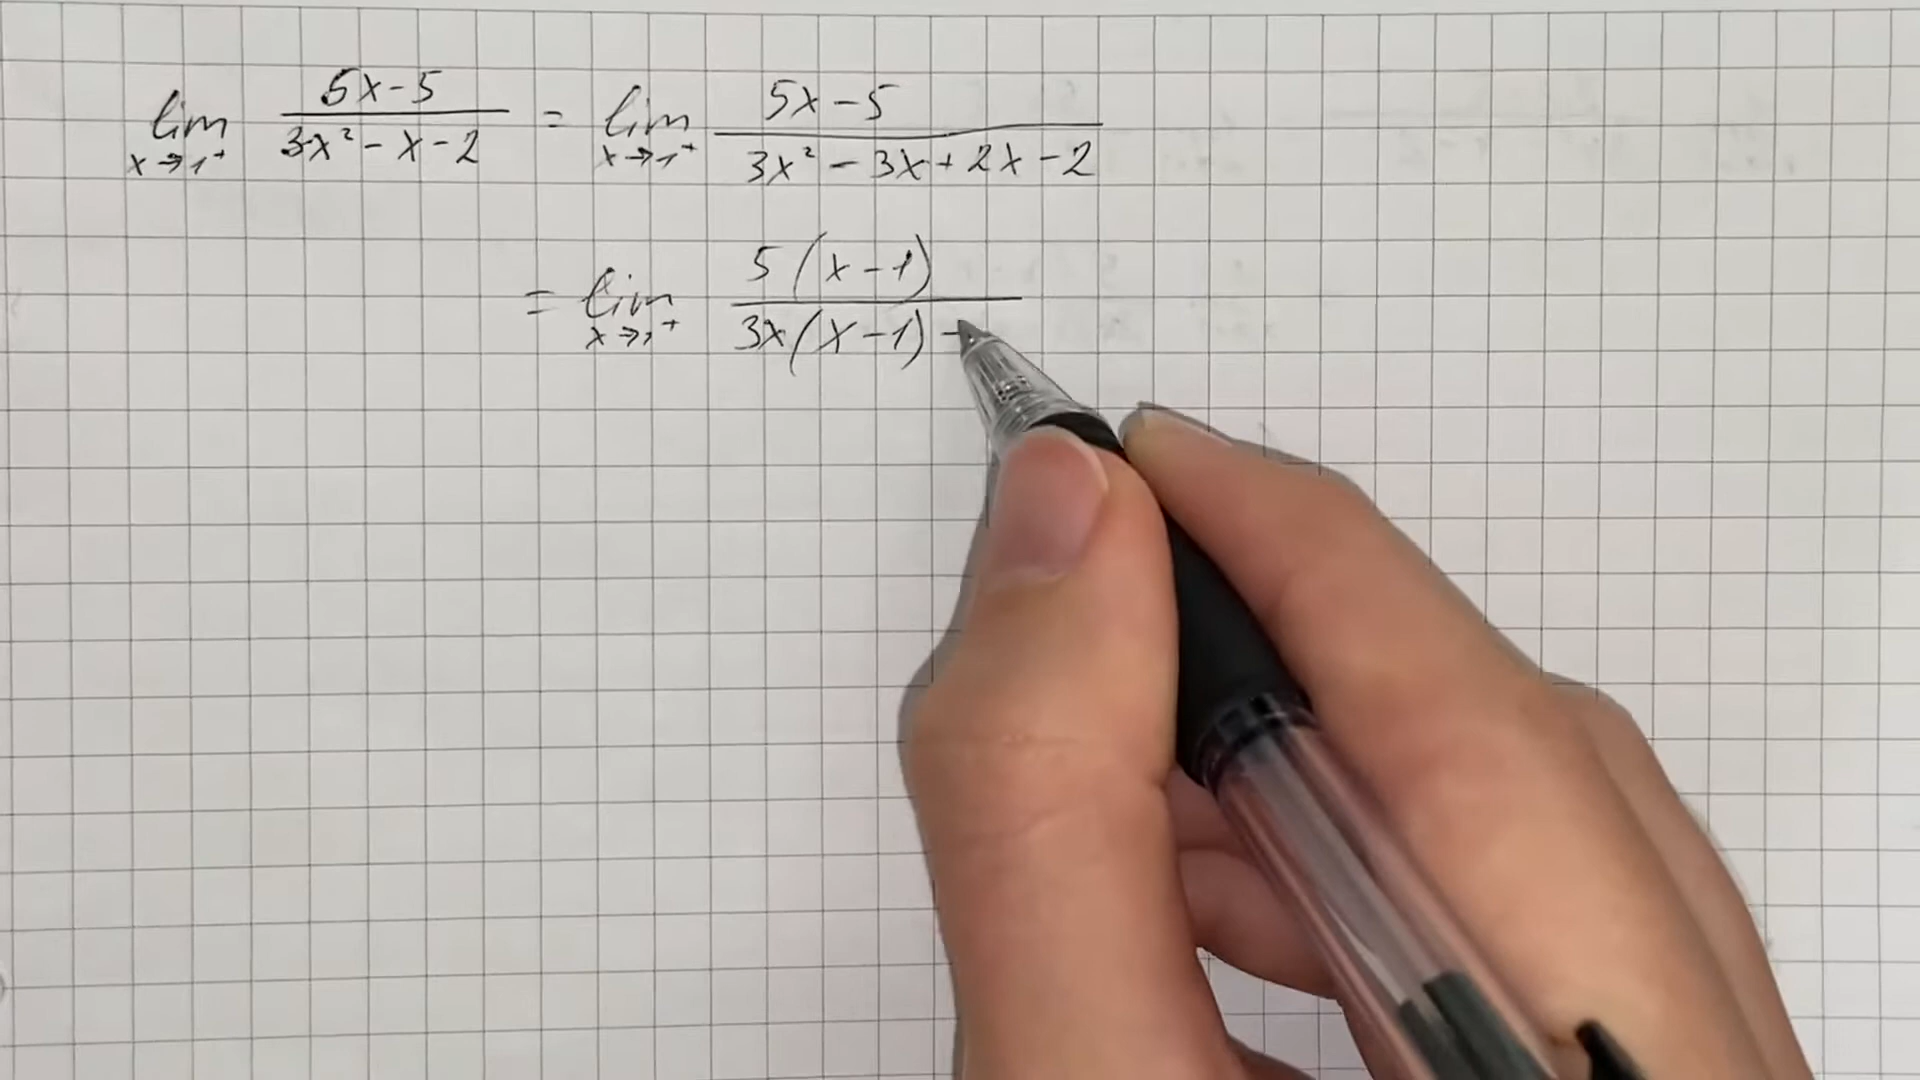 lim x→1⁺ (5x-5)/(3x²-x-2) = lim x→1⁺ (5x-5)/(3x²-3x+2x-2)
= lim x→1⁺ 5(x-1)/3x(x-1)-